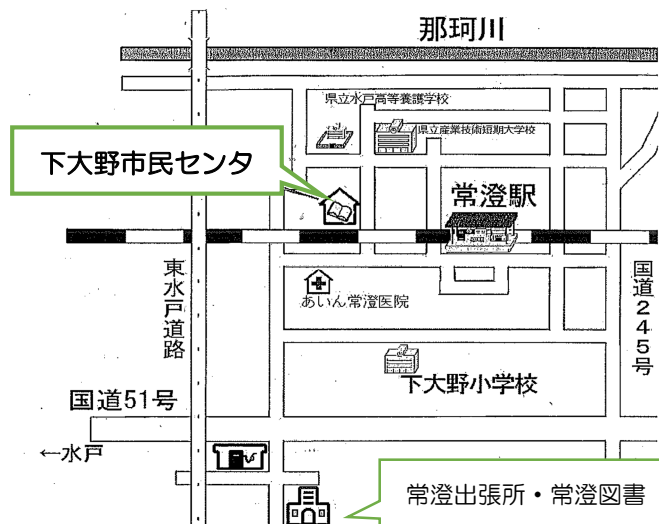 那珂川
県立水戸高等養護学校
県立産業技術短期大学校
下大野市民センタ
常澄駅
東水戸道路
国道245号
あいん常澄医院
下大野小学校
国道51号
←水戸
常澄出張所・常澄図書